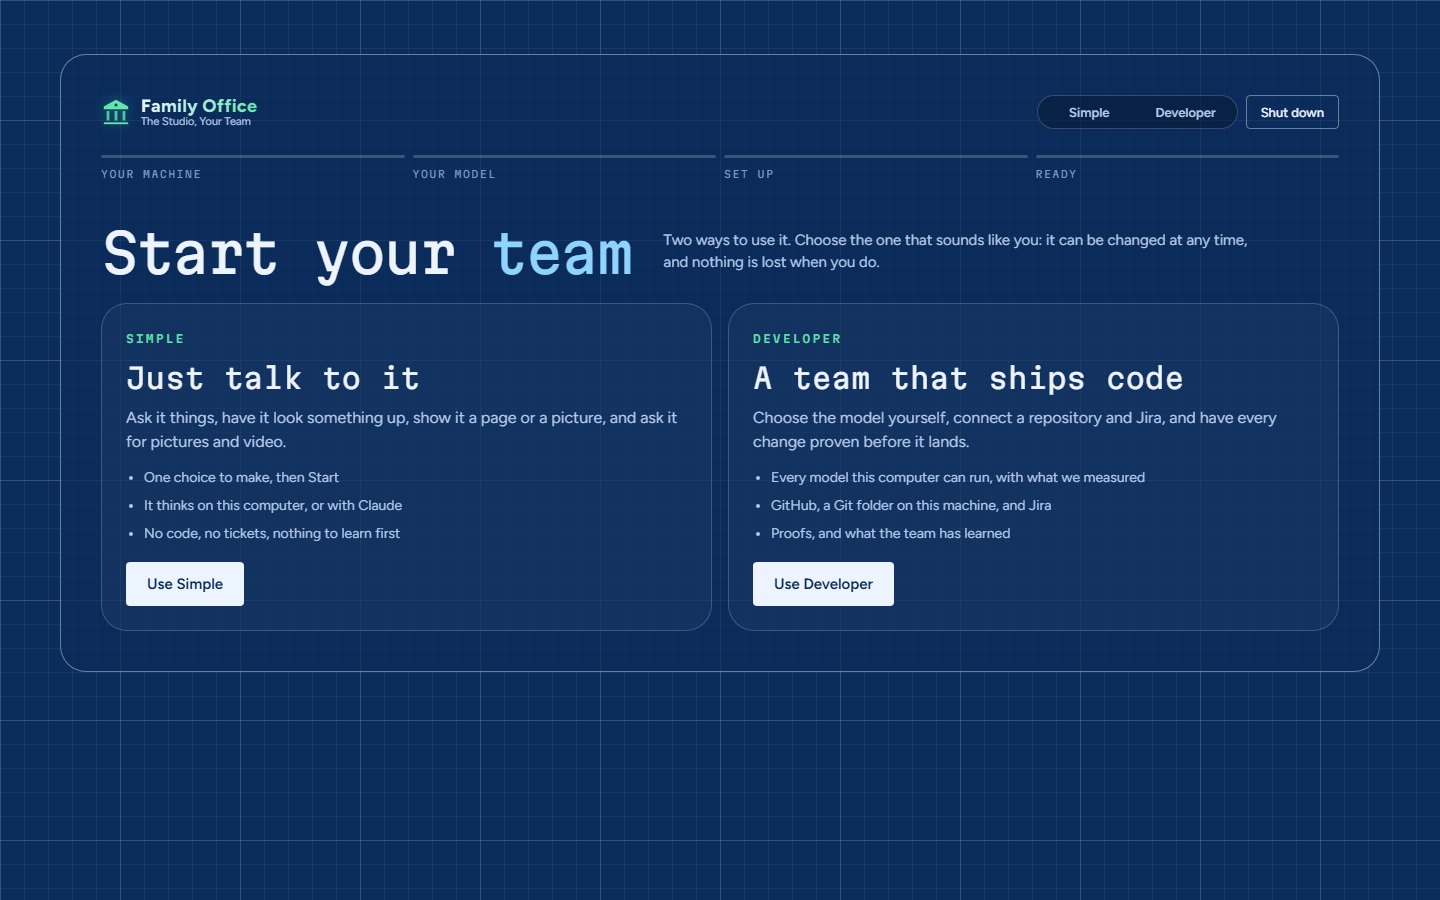 Family Office
The Studio, Your Team
Simple
Developer
Shut down
YOUR MACHINE
YOUR MODEL
SET UP
READY
Start your team
Two ways to use it. Choose the one that sounds like you: it can be changed at any time,
and nothing is lost when you do.
SIMPLE
Just talk to it
Ask it things, have it look something up, show it a page or a picture, and ask it
for pictures and video.
• One choice to make, then Start
• It thinks on this computer, or with Claude
• No code, no tickets, nothing to learn first
Use Simple
DEVELOPER
A team that ships code
Choose the model yourself, connect a repository and Jira, and have every
change proven before it lands.
• Every model this computer can run, with what we measured
• GitHub, a Git folder on this machine, and Jira
• Proofs, and what the team has learned
Use Developer